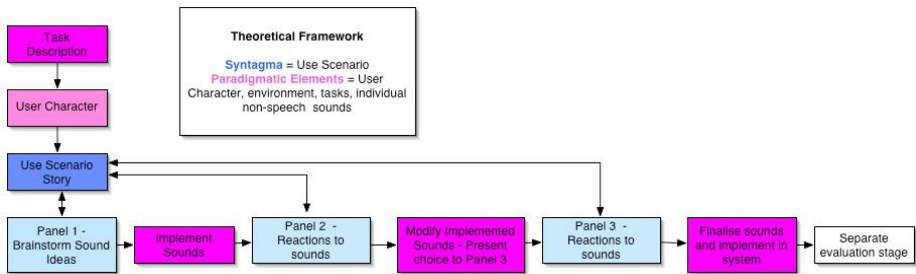 Task
Description
User Character
Use Scenario
Story
Theoretical Framework
Syntagma = Use Scenario
Paradigmatic Elements = User
Character, environment, tasks, individual
non-speech sounds
Panel 1 -
Brainstorm Sound
Ideas
Implement
Sounds
Panel 2 -
Reactions to
sounds
Modify Implemented
Sounds - Present
choice to Panel 3
Panel 3 -
Reactions to
sounds
Finalise sounds
and implement in
system
Separate
evaluation stage